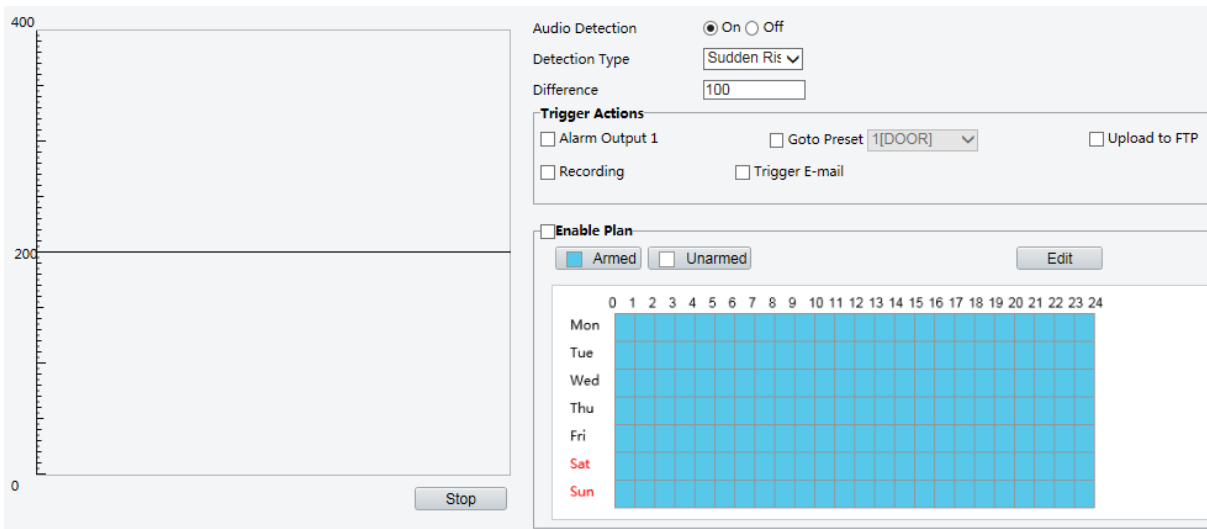 400
200
0
Stop
Audio Detection On Off
Detection Type Sudden Ris
Difference 100
Trigger Actions
Alarm Output 1 Goto Preset 1[DOOR] Upload to FTP
Recording Trigger E-mail
Enable Plan
Armed Unarmed Edit
0 1 2 3 4 5 6 7 8 9 10 11 12 13 14 15 16 17 18 19 20 21 22 23 24
Mon
Tue
Wed
Thu
Fri
Sat
Sun